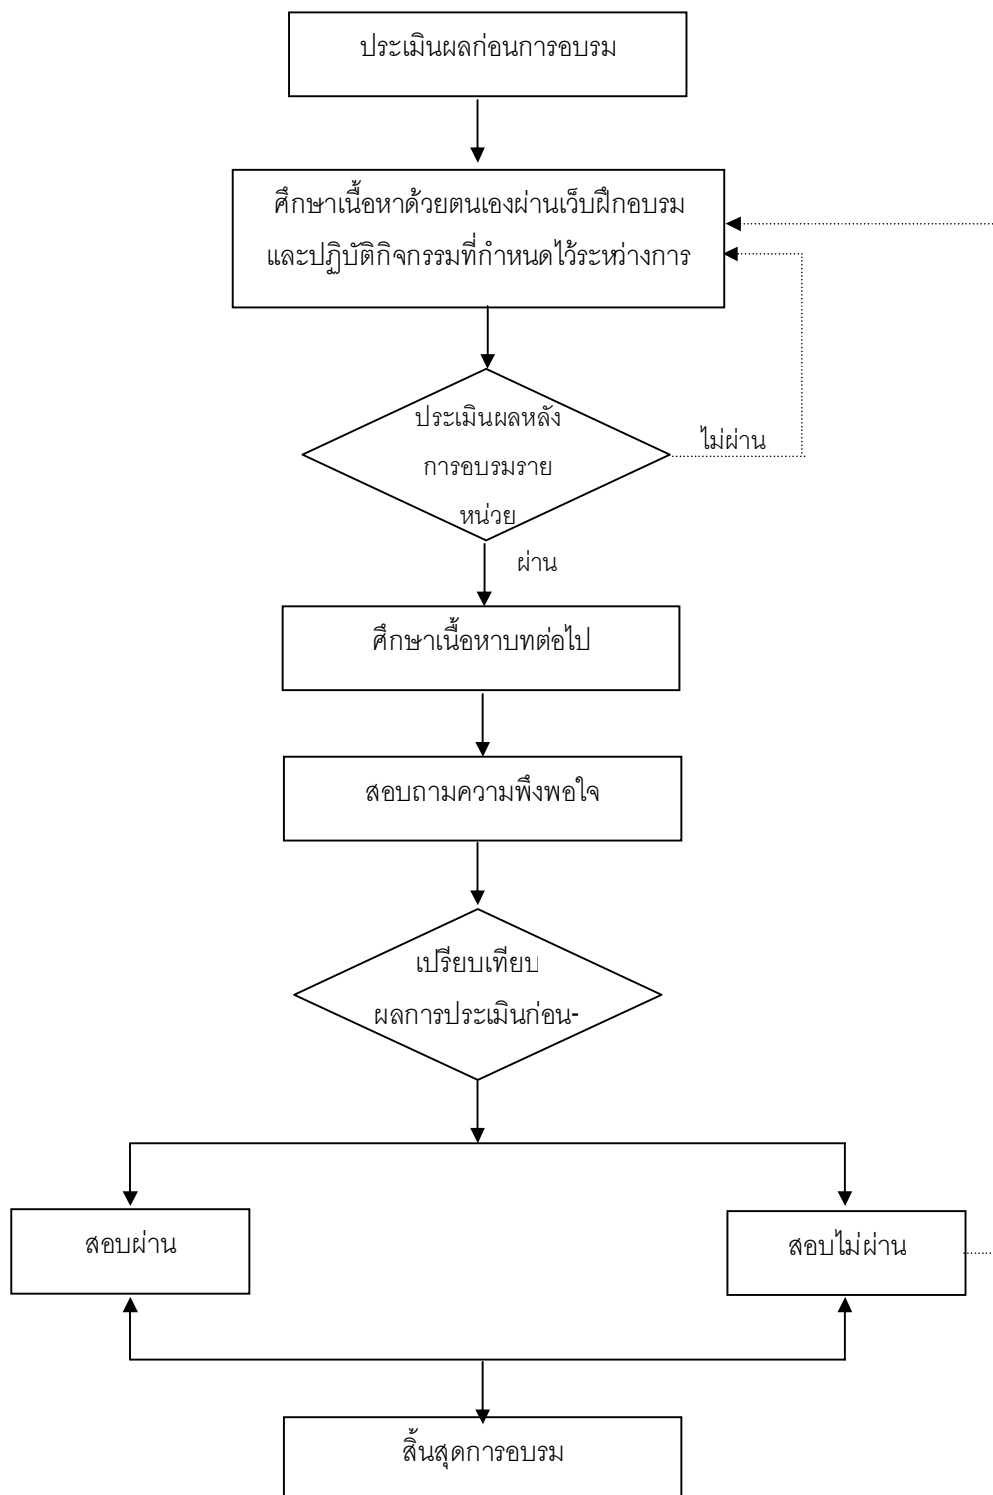 ประเมินผลก่อนการอบรม
ศึกษาเนื้อหาด้วยตนเองผ่านเว็บฝึกอบรม
และปฏิบัติกิจกรรมที่กำหนดไว้ระหว่างการ
ประเมินผลหลัง
การอบรมราย
หน่วย
ไม่ผ่าน
ผ่าน
ศึกษาเนื้อหาบทต่อไป
สอบถามความพึงพอใจ
เปรียบเทียบ
ผลการประเมินก่อน-
สอบผ่าน
สอบไม่ผ่าน
สิ้นสุดการอบรม